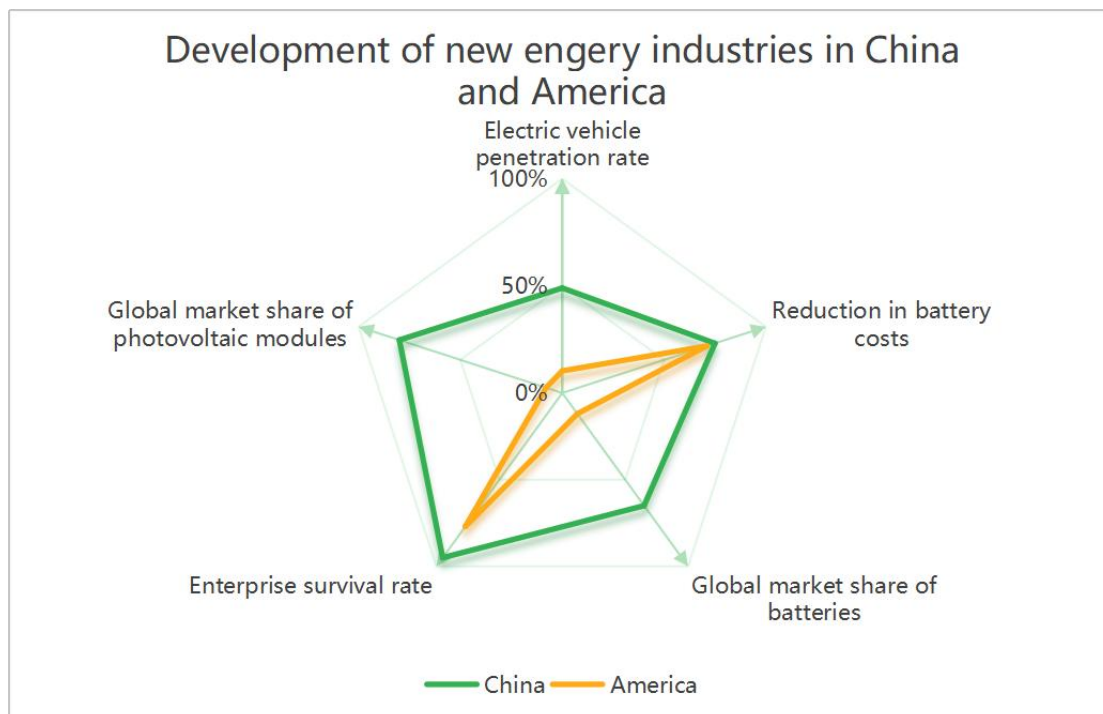 Development of new engery industries in China
and America
Electric vehicle
penetration rate
100%
50%
0%
Global market share of
photovoltaic modules
Reduction in battery
costs
Enterprise survival rate
Global market share of
batteries
China
America